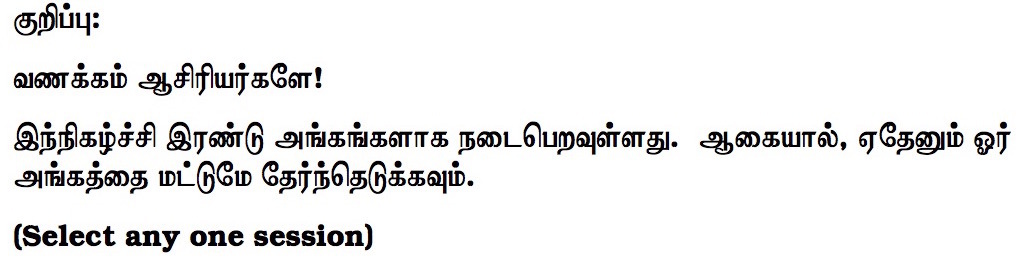 குறிப்பு:
வணக்கம் ஆசிரியர்களே!
இந்நிகழ்ச்சி இரண்டு அங்கங்களாக நடைபெறவுள்ளது. ஆகையால், ஏதேனும் ஓர்
அங்கத்தை மட்டுமே தேர்ந்தெடுக்கவும்.
(Select any one session)